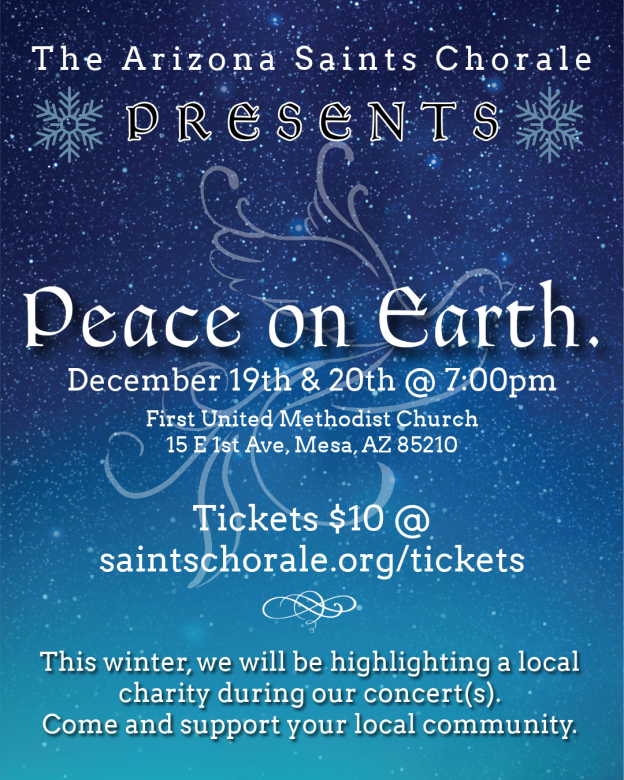 The Arizona Saints Chorale
PRESENTS
Peace on Earth.
December 19th & 20th @ 7:00pm
First United Methodist Church
15 E 1st Ave, Mesa, AZ 85210
Tickets $10 @
saintschorale.org/tickets
This winter, we will be highlighting a local
charity during our concert(s).
Come and support your local community.